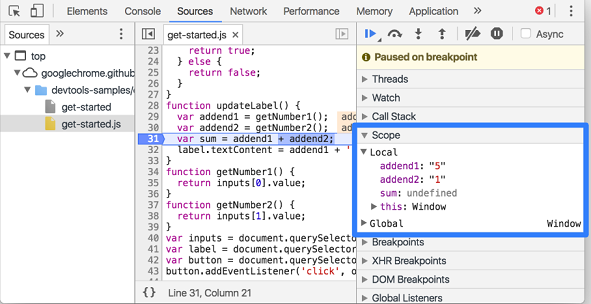 Elements Console Sources Network Performance Memory Application » 1
Sources »
top
googlechrome.github
devtools-samples/
get-started
get-started.js
get-started.js ×
23 return true;
24 } else {
25 return false;
26 }
27 }
28 function updateLabel() {
29 var addend1 = getNumber1();
30 var addend2 = getNumber2();
31 var sum = addend1 + addend2;
32 label.textContent = addend1 + '
33 }
34 function getNumber1() {
35 return inputs[0].value;
36 }
37 function getNumber2() {
38 return inputs[1].value;
39 }
40 var inputs = document.querySelector
41 var label = document.querySelector
42 var button = document.querySelecto
43 button.addEventListener('click', o
{} Line 31, Column 21
Async
Paused on breakpoint
Threads
Watch
Call Stack
Scope
Local
addend1: "5"
addend2: "1"
sum: undefined
this: Window
Global Window
Breakpoints
XHR Breakpoints
DOM Breakpoints
Global Listeners